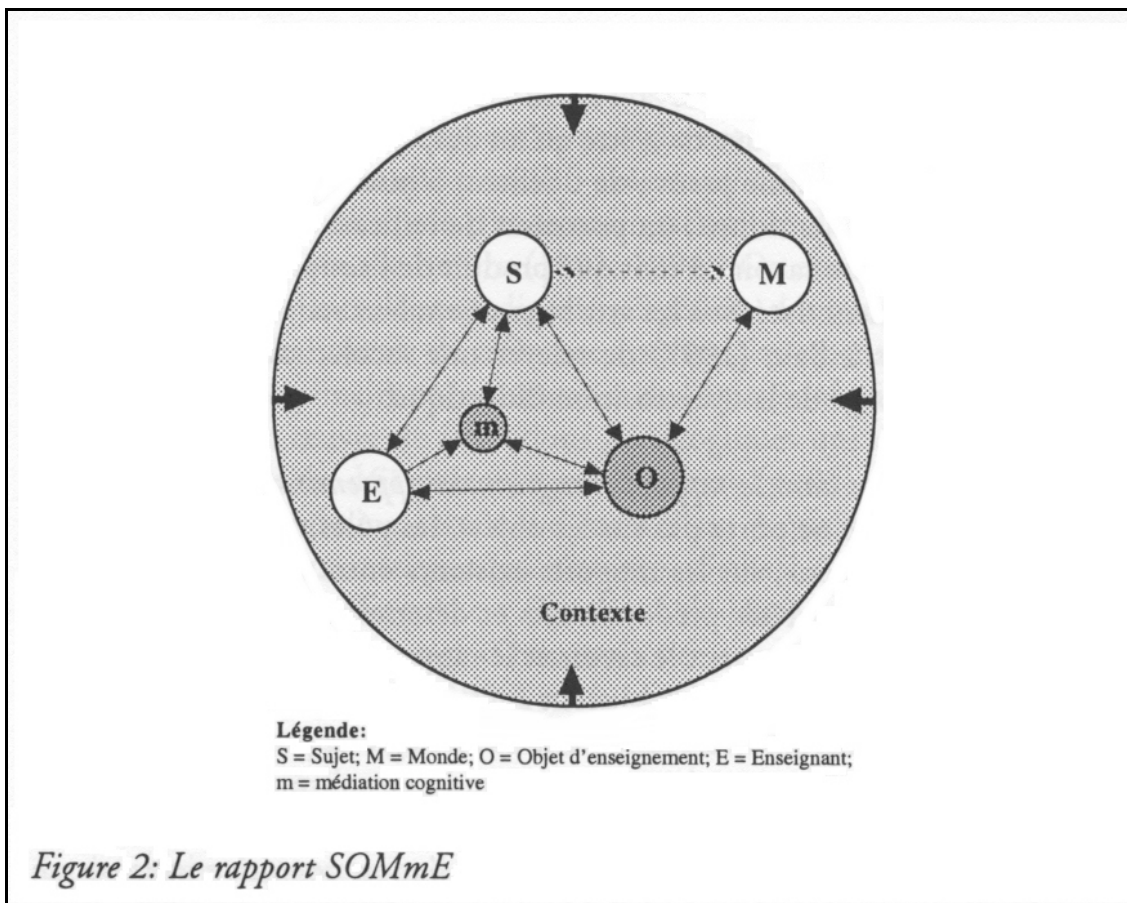 S
M
m
E
O
Contexte
Légende:
S = Sujet; M = Monde; O = Objet d'enseignement; E = Enseignant;
m = médiation cognitive
Figure 2: Le rapport SOMmE